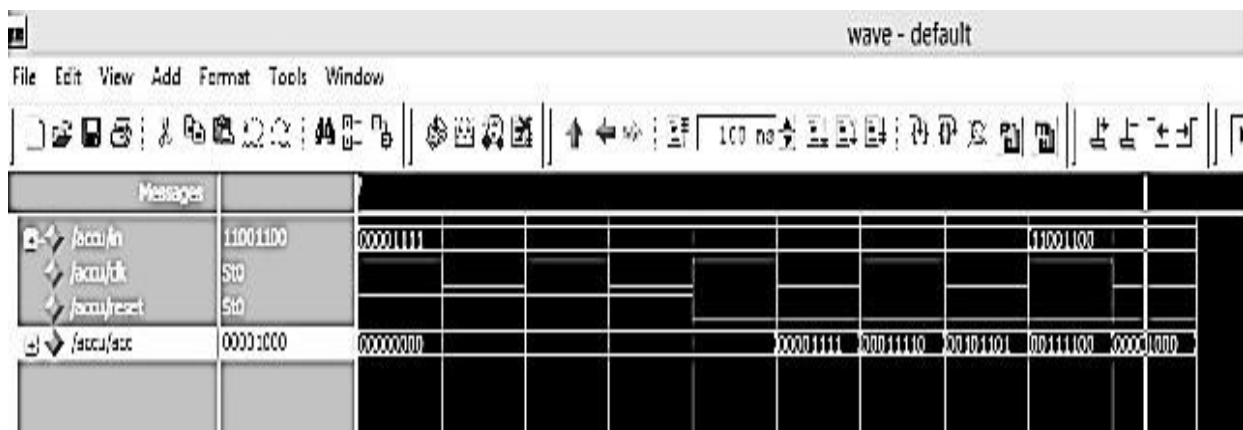 wave - default
File Edit View Add Format Tools Window
100 ns
Messages
/accu/in 11001100 00001111 11001100
/accu/clk St0
/accu/reset St0
/accu/acc 00001000 00000000 00001111 00011110 00101101 00111100 00001000